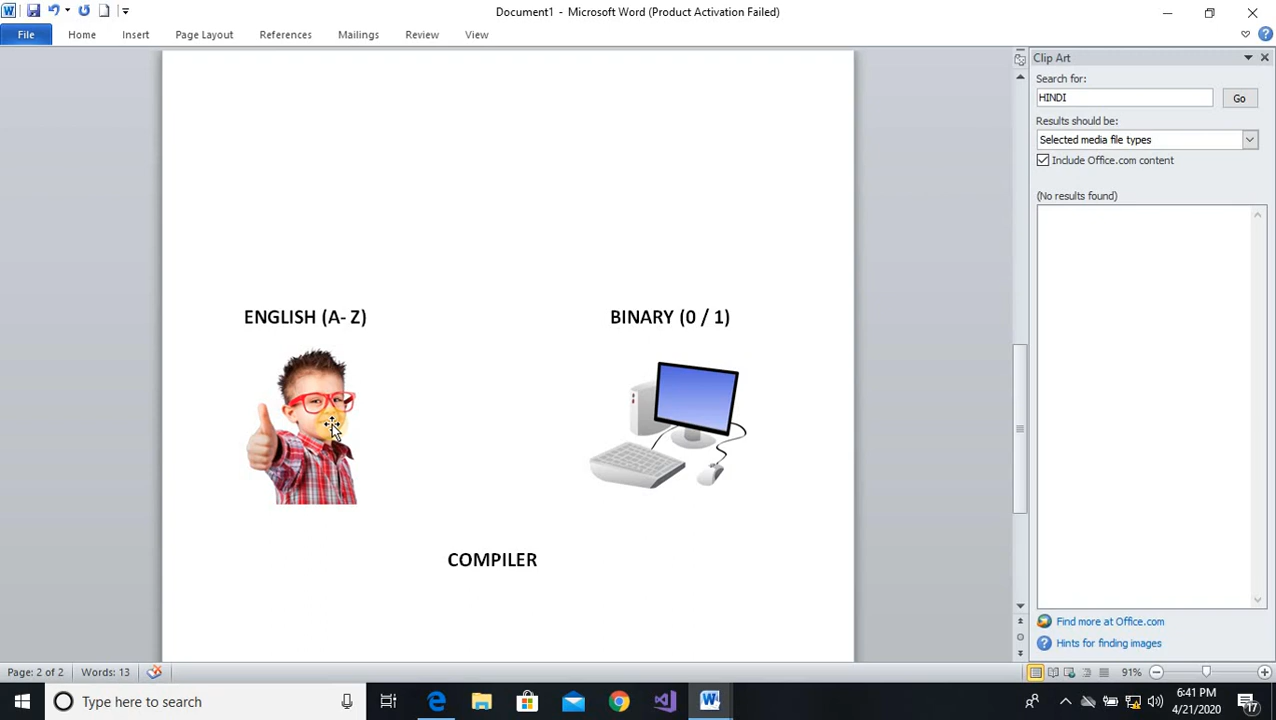 Document1 - Microsoft Word (Product Activation Failed)
File Home Insert Page Layout References Mailings Review View
Clip Art
Search for:
HINDI Go
Results should be:
Selected media file types
Include Office.com content
(No results found)
ENGLISH (A- Z) BINARY (0 / 1)
COMPILER
Find more at Office.com
Hints for finding images
Page: 2 of 2 Words: 13 91%
Type here to search
6:41 PM
4/21/2020
17